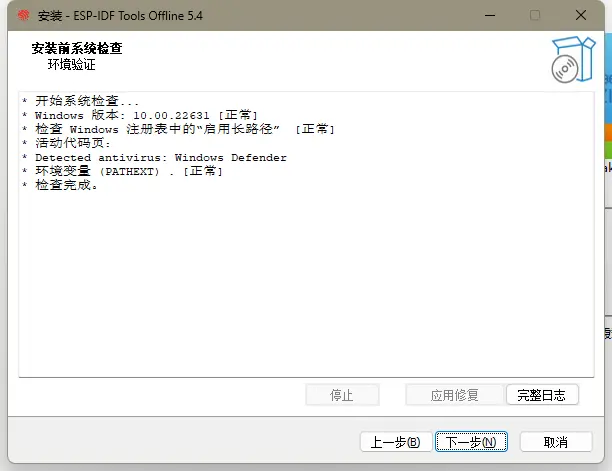 安装 - ESP-IDF Tools Offline 5.4
安装前系统检查
环境验证
* 开始系统检查...
* Windows 版本: 10.00.22631 [正常]
* 检查 Windows 注册表中的“启用长路径” [正常]
* 活动代码页:
* Detected antivirus: Windows Defender
* 环境变量 (PATHEXT) . [正常]
* 检查完成。
停止
应用修复
完整日志
上一步(B)
下一步(N)
取消